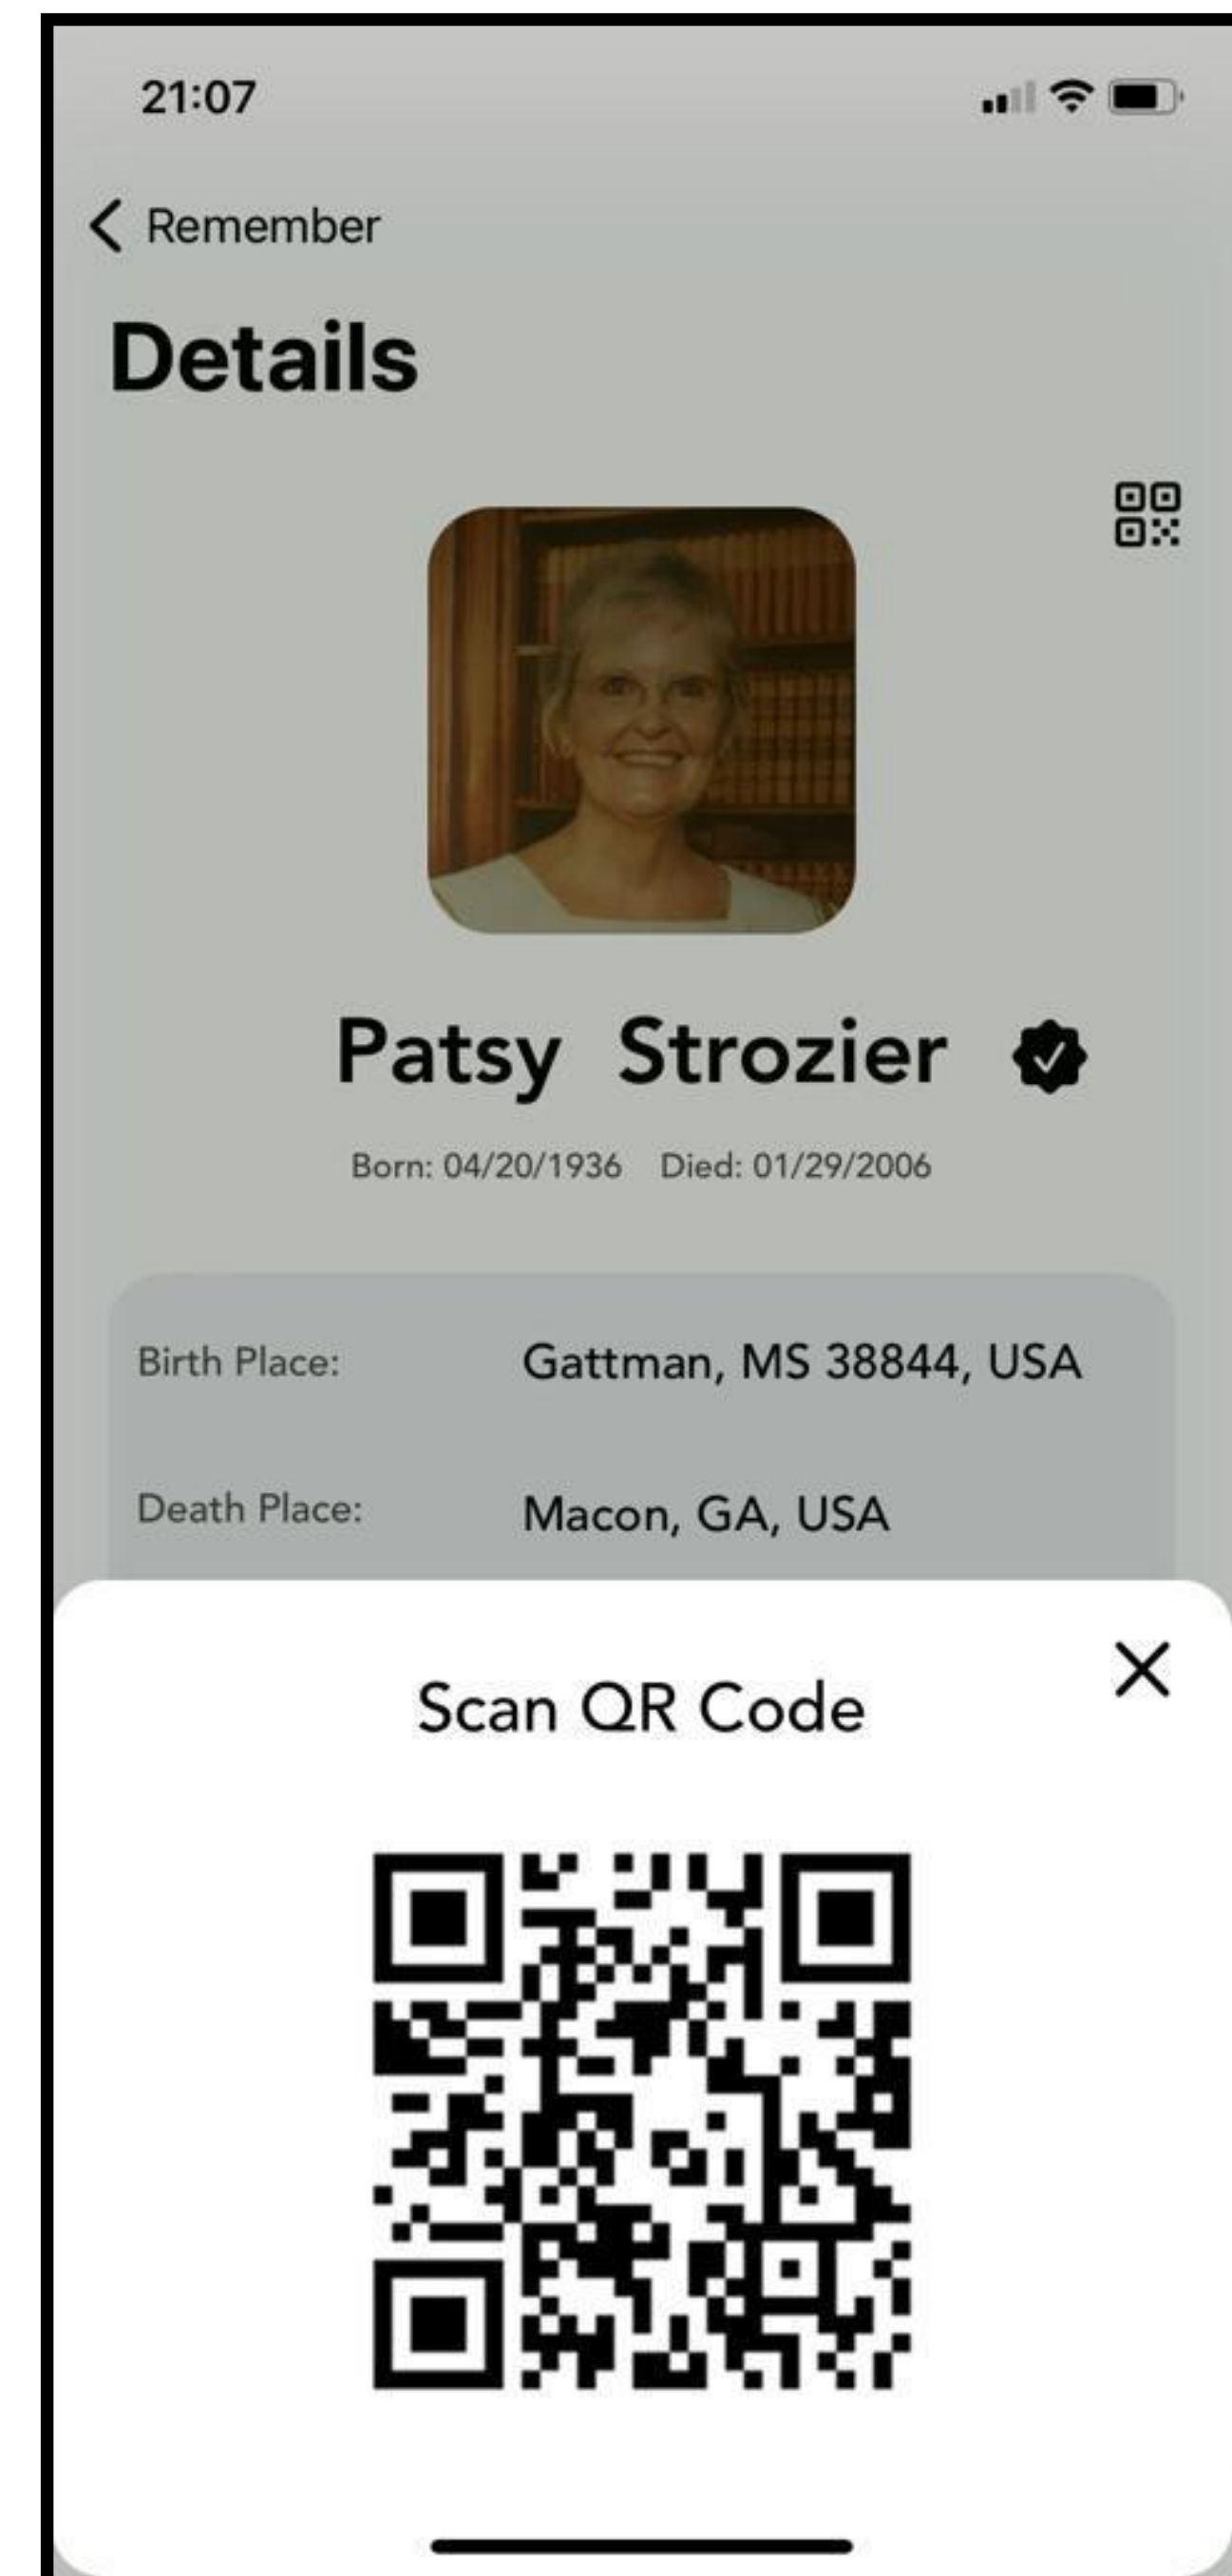 21:07
Remember
Details
Patsy Strozier
Born: 04/20/1936 Died: 01/29/2006
Birth Place: Gattman, MS 38844, USA
Death Place: Macon, GA, USA
Scan QR Code